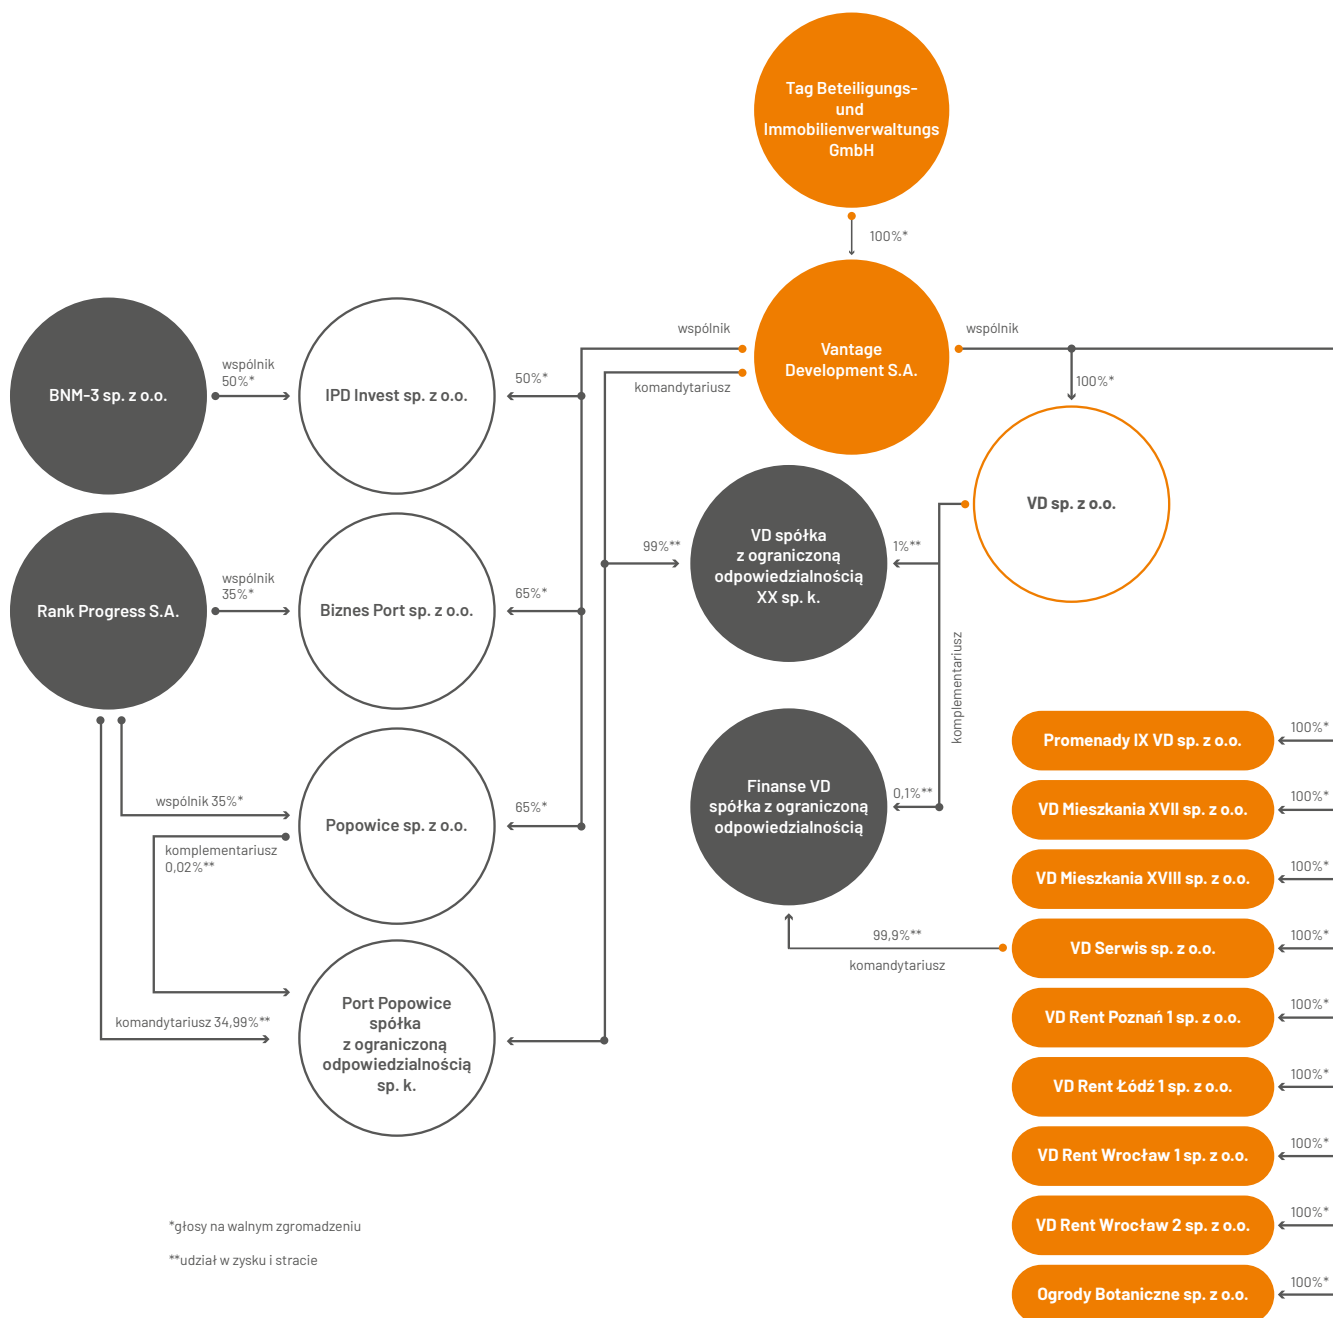 Tag Beteiligungs-
und
Immobilienverwaltungs
GmbH
100%*
wspólnik
Vantage
Development S.A.
wspólnik
komandytariusz
100%*
BNM-3 sp. z o.o.
wspólnik
50%*
IPD Invest sp. z o.o.
50%*
VD sp. z o.o.
Rank Progress S.A.
wspólnik
35%*
Biznes Port sp. z o.o.
65%*
99%**
VD spółka
z ograniczoną
odpowiedzialnością
XX sp. k.
1%**
komplementariusz
wspólnik 35%*
komplementariusz
0,02%**
Popowice sp. z o.o.
65%*
Finanse VD
spółka z ograniczoną
odpowiedzialnością
0,1%**
99,9%**
komandytariusz
komandytariusz 34,99%**
Port Popowice
spółka
z ograniczoną
odpowiedzialnością
sp. k.
Promenady IX VD sp. z o.o.
100%*
VD Mieszkania XVII sp. z o.o.
100%*
VD Mieszkania XVIII sp. z o.o.
100%*
VD Serwis sp. z o.o.
100%*
VD Rent Poznań 1 sp. z o.o.
100%*
VD Rent Łódź 1 sp. z o.o.
100%*
VD Rent Wrocław 1 sp. z o.o.
100%*
VD Rent Wrocław 2 sp. z o.o.
100%*
Ogrody Botaniczne sp. z o.o.
100%*
*głosy na walnym zgromadzeniu
**udział w zysku i stracie